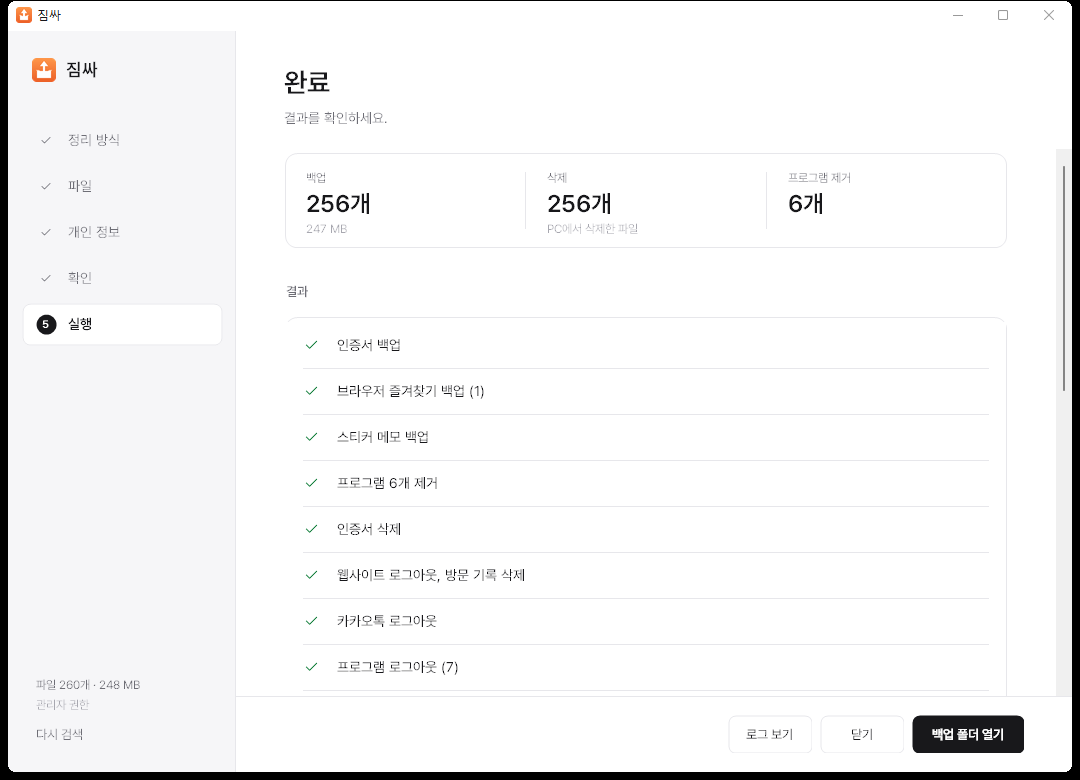 짐싸
짐싸
정리 방식
파일
개인 정보
확인
5 실행
파일 260개 · 248 MB
관리자 권한
다시 검색
완료
결과를 확인하세요.
백업
256개
247 MB
삭제
256개
PC에서 삭제한 파일
프로그램 제거
6개
결과
인증서 백업
브라우저 즐겨찾기 백업 (1)
스티커 메모 백업
프로그램 6개 제거
인증서 삭제
웹사이트 로그아웃, 방문 기록 삭제
카카오톡 로그아웃
프로그램 로그아웃 (7)
로그 보기
닫기
백업 폴더 열기